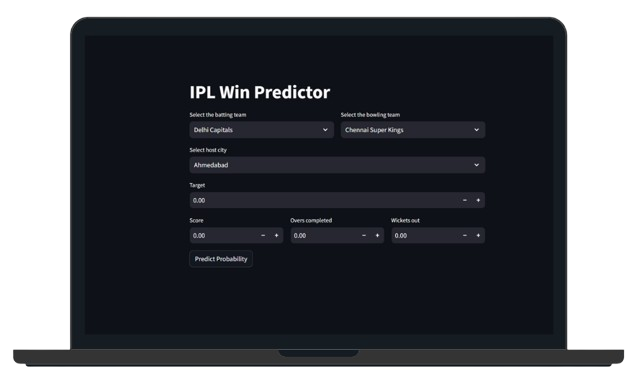 IPL Win Predictor
Select the batting team
Select the bowling team
Delhi Capitals
Chennai Super Kings
Select host city
Ahmedabad
Target
0.00 − +
Score
Overs completed
Wickets out
0.00 − +
0.00 − +
0.00 − +
Predict Probability